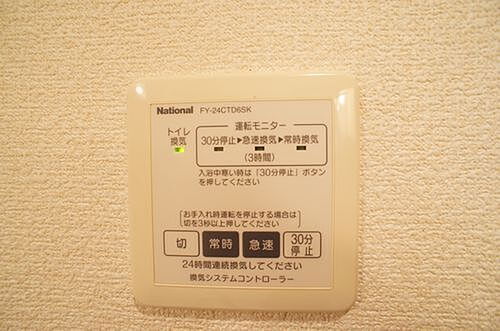 National FY-24CTD6SK
トイレ
換気
運転モニター
30分停止▶急速換気▶常時換気
(3時間)
入浴中寒い時は「30分停止」ボタン
を押してください
お手入れ時運転を停止する場合は
切を3秒以上押してください
切 常時 急速 30分
停止
24時間連続換気してください
換気システムコントローラー